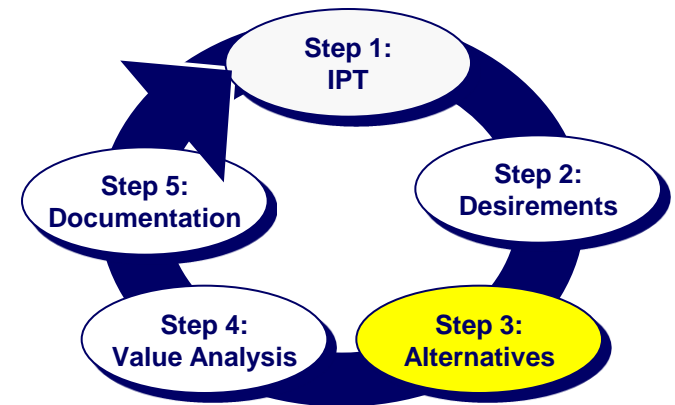 Step 1:
IPT
Step 2:
Desirements
Step 3:
Alternatives
Step 4:
Value Analysis
Step 5:
Documentation